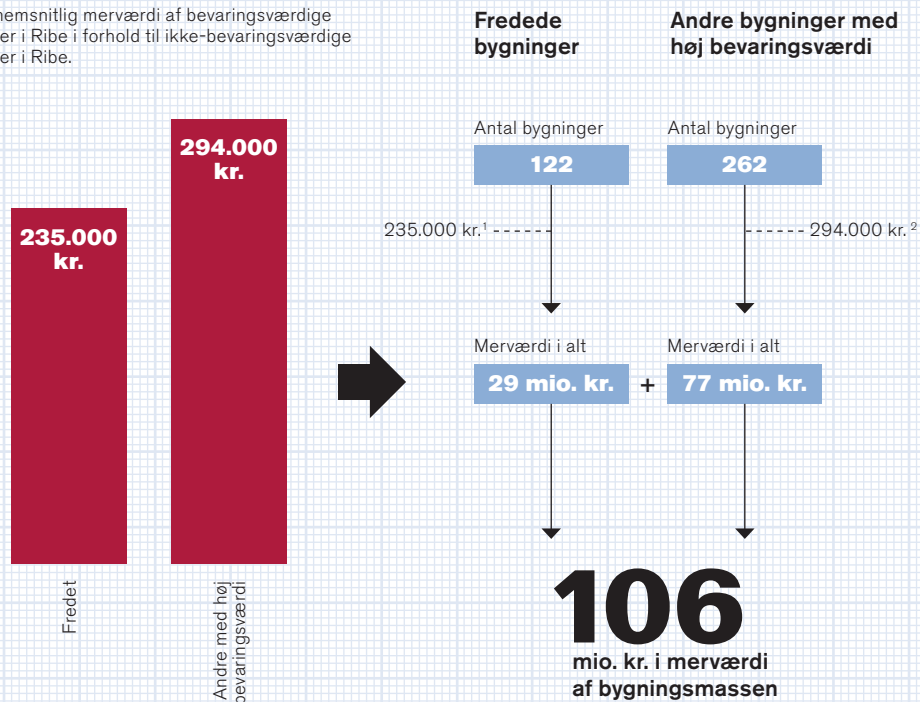 merværdi af bevaringsværdige
i Ribe i forhold til ikke-bevaringsværdige
i Ribe.
294.000
kr.
235.000
kr.
Fredet
Andre med høj
bevaringsværdi
Fredede
bygninger
Andre bygninger med
høj bevaringsværdi
Antal bygninger
Antal bygninger
122
262
235.000 kr.¹
294.000 kr.²
Merværdi i alt
Merværdi i alt
29 mio. kr. + 77 mio. kr.
106
mio. kr. i merværdi
af bygningsmassen